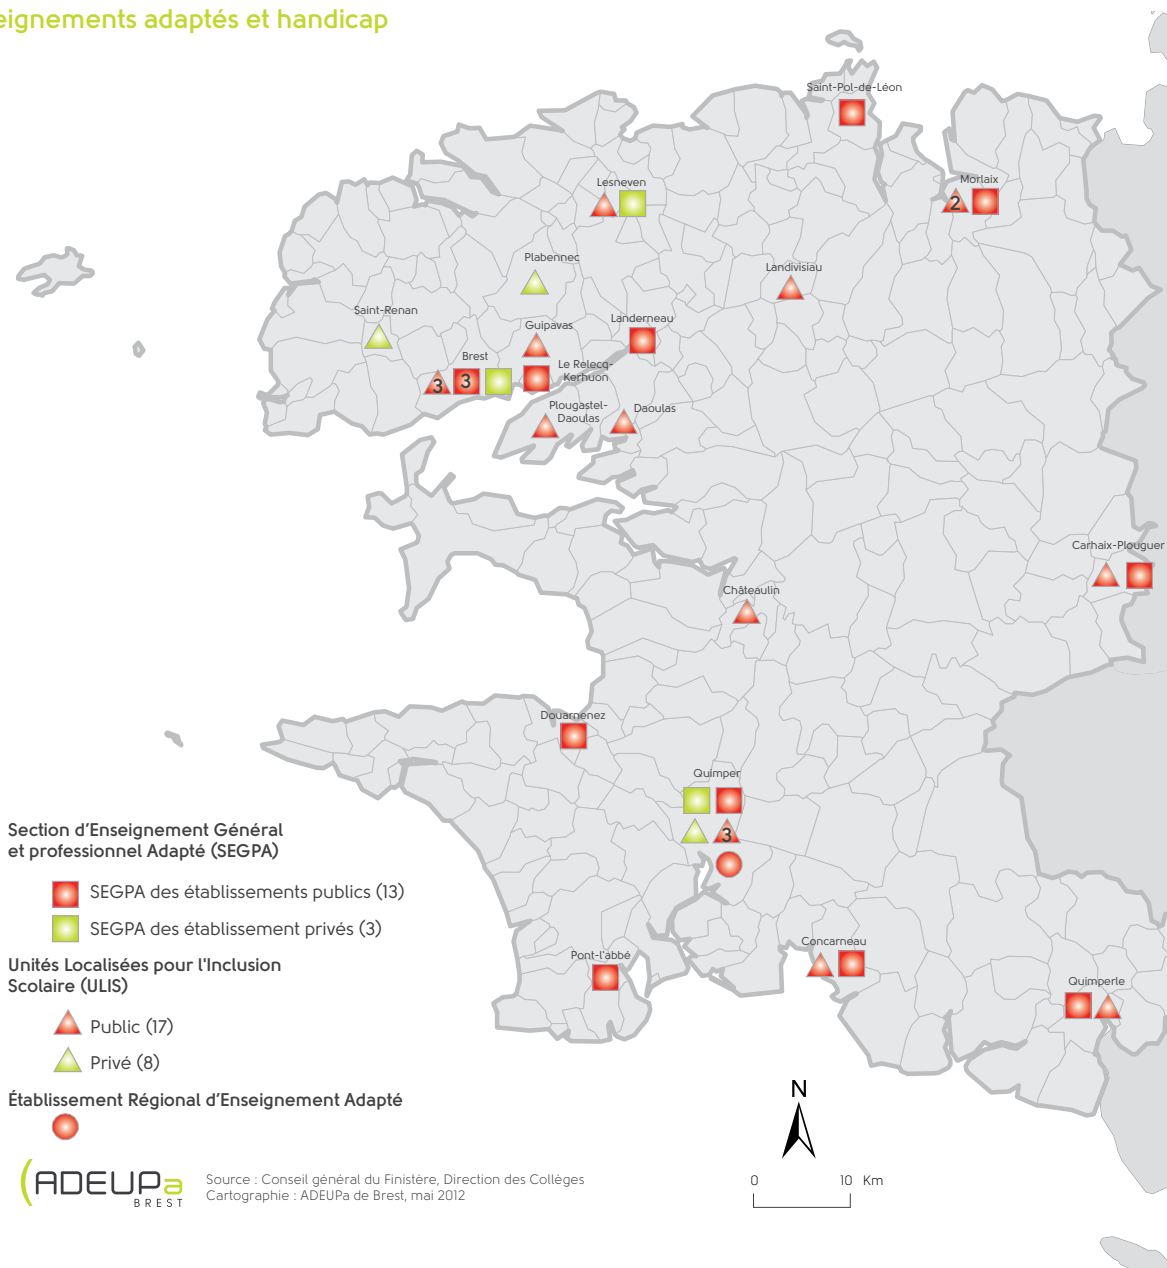 eignements adaptés et handicap
Saint-Pol-de-Léon
Lesneven
Morlaix
2
Plabennec
Landivisiau
Saint-Renan
Guipavas
Landerneau
Brest
3
3
Le Relecq-
Kerhuon
Plougastel-
Daoulas
Daoulas
Carhaix-Plouguer
Châteaulin
Douarnenez
Quimper
3
Section d'Enseignement Général
et professionnel Adapté (SEGPA)
SEGPA des établissements publics (13)
SEGPA des établissement privés (3)
Unités Localisées pour l'Inclusion
Scolaire (ULIS)
Public (17)
Privé (8)
Établissement Régional d'Enseignement Adapté
Pont-l'abbé
Concarneau
Quimperle
N
0 10 Km
ADEUPa
BREST
Source : Conseil général du Finistère, Direction des Collèges
Cartographie : ADEUPa de Brest, mai 2012